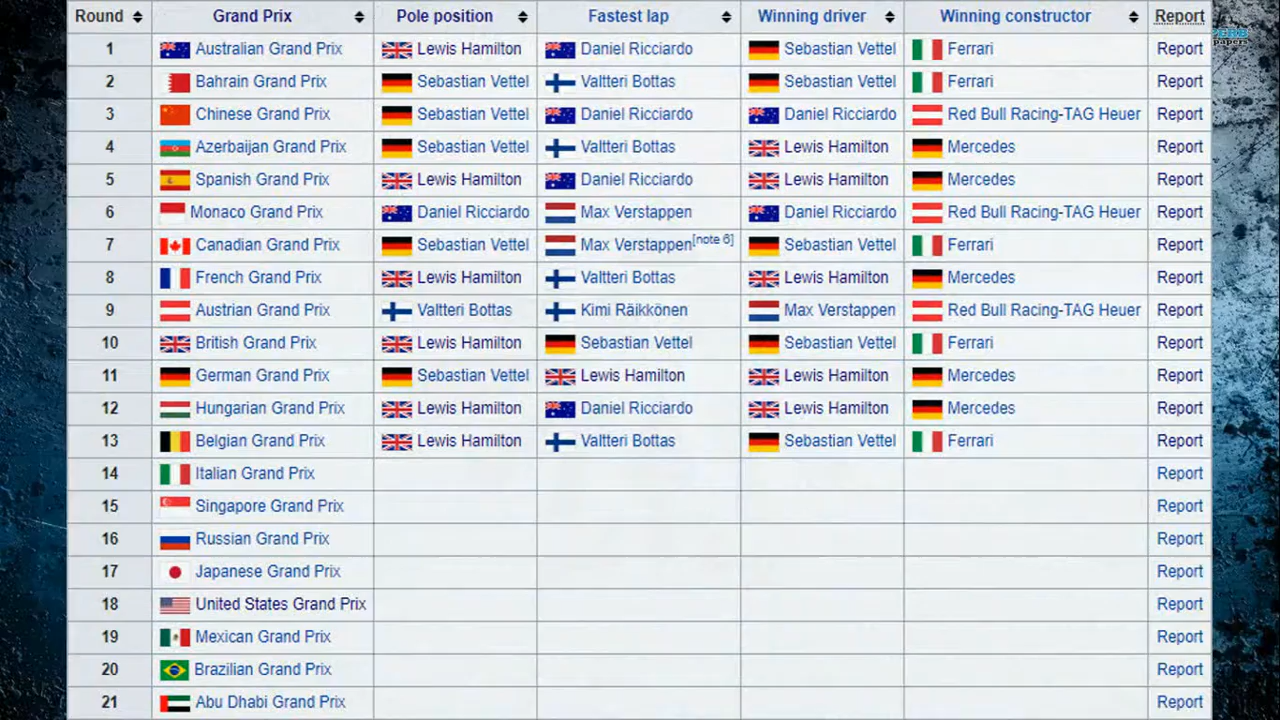 Round Grand Prix Pole position Fastest lap Winning driver Winning constructor Report
1 Australian Grand Prix Lewis Hamilton Daniel Ricciardo Sebastian Vettel Ferrari Report
2 Bahrain Grand Prix Sebastian Vettel Valtteri Bottas Sebastian Vettel Ferrari Report
3 Chinese Grand Prix Sebastian Vettel Daniel Ricciardo Daniel Ricciardo Red Bull Racing-TAG Heuer Report
4 Azerbaijan Grand Prix Sebastian Vettel Valtteri Bottas Lewis Hamilton Mercedes Report
5 Spanish Grand Prix Lewis Hamilton Daniel Ricciardo Lewis Hamilton Mercedes Report
6 Monaco Grand Prix Daniel Ricciardo Max Verstappen Daniel Ricciardo Red Bull Racing-TAG Heuer Report
7 Canadian Grand Prix Sebastian Vettel Max Verstappen[note 6] Sebastian Vettel Ferrari Report
8 French Grand Prix Lewis Hamilton Valtteri Bottas Lewis Hamilton Mercedes Report
9 Austrian Grand Prix Valtteri Bottas Kimi Räikkönen Max Verstappen Red Bull Racing-TAG Heuer Report
10 British Grand Prix Lewis Hamilton Sebastian Vettel Sebastian Vettel Ferrari Report
11 German Grand Prix Sebastian Vettel Lewis Hamilton Lewis Hamilton Mercedes Report
12 Hungarian Grand Prix Lewis Hamilton Daniel Ricciardo Lewis Hamilton Mercedes Report
13 Belgian Grand Prix Lewis Hamilton Valtteri Bottas Sebastian Vettel Ferrari Report
14 Italian Grand Prix Report
15 Singapore Grand Prix Report
16 Russian Grand Prix Report
17 Japanese Grand Prix Report
18 United States Grand Prix Report
19 Mexican Grand Prix Report
20 Brazilian Grand Prix Report
21 Abu Dhabi Grand Prix Report